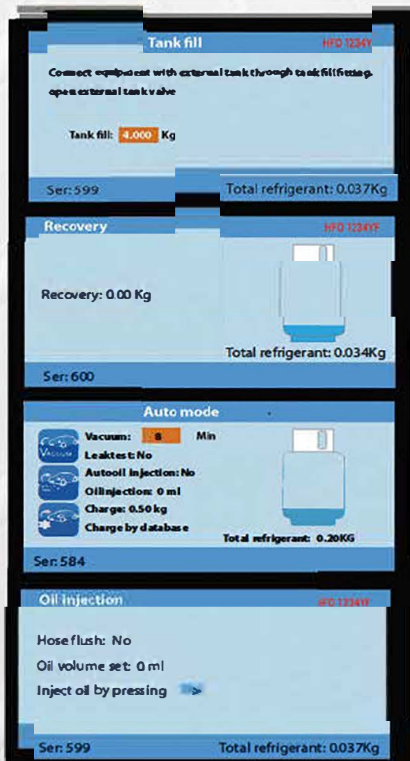 Tank fill
HFO 1234Y
Connect equipment with external tank through tank fill fitting.
open external tank valve
Tank fill: 4.000 Kg
Ser: 599
Total refrigerant: 0.037Kg
Recovery
HFO 1234YF
Recovery: 0.00 Kg
Total refrigerant: 0.034Kg
Ser: 600
Auto mode
Vacuum: 8 Min
Leaktest: No
Autooil injection: No
Oilinjection: 0 ml
Charge: 0.50 kg
Charge by database
Total refrigerant: 0.20KG
Ser: 584
Oil injection
HFO 1234YF
Hose flush: No
Oil volume set: 0 ml
Inject oil by pressing >
Ser: 599
Total refrigerant: 0.037Kg